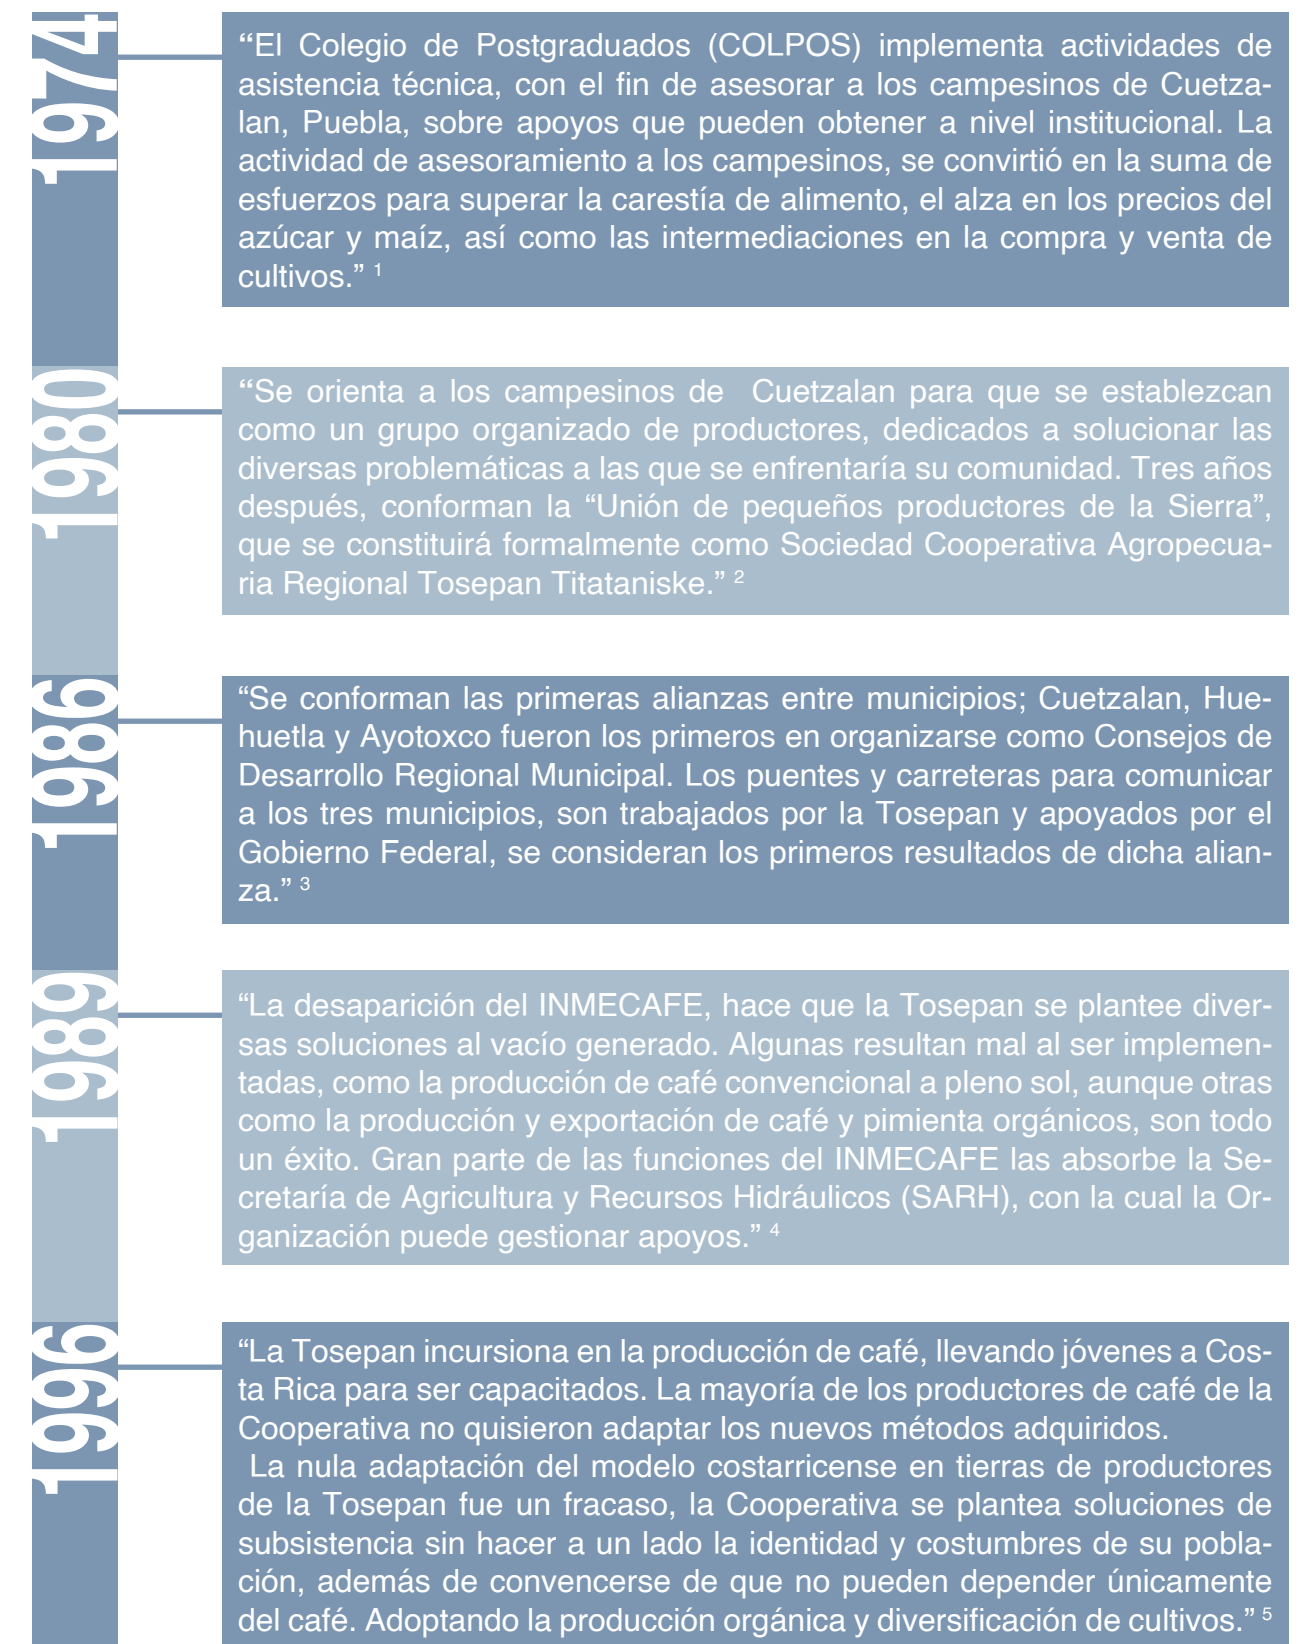 1974
“El Colegio de Postgraduados (COLPOS) implementa actividades de
asistencia técnica, con el fin de asesorar a los campesinos de Cuetza-
lan, Puebla, sobre apoyos que pueden obtener a nivel institucional. La
actividad de asesoramiento a los campesinos, se convirtió en la suma de
esfuerzos para superar la carestía de alimento, el alza en los precios del
azúcar y maíz, así como las intermediaciones en la compra y venta de
cultivos.” 1
1980
“Se orienta a los campesinos de Cuetzalan para que se establezcan
como un grupo organizado de productores, dedicados a solucionar las
diversas problemáticas a las que se enfrentaría su comunidad. Tres años
después, conforman la “Unión de pequeños productores de la Sierra”,
que se constituirá formalmente como Sociedad Cooperativa Agropecua-
ria Regional Tosepan Titataniske.” 2
1986
“Se conforman las primeras alianzas entre municipios; Cuetzalan, Hue-
huetla y Ayotoxco fueron los primeros en organizarse como Consejos de
Desarrollo Regional Municipal. Los puentes y carreteras para comunicar
a los tres municipios, son trabajados por la Tosepan y apoyados por el
Gobierno Federal, se consideran los primeros resultados de dicha alian-
za.” 3
1989
“La desaparición del INMECAFE, hace que la Tosepan se plantee diver-
sas soluciones al vacío generado. Algunas resultan mal al ser implemen-
tadas, como la producción de café convencional a pleno sol, aunque otras
como la producción y exportación de café y pimienta orgánicos, son todo
un éxito. Gran parte de las funciones del INMECAFE las absorbe la Se-
cretaría de Agricultura y Recursos Hidráulicos (SARH), con la cual la Or-
ganización puede gestionar apoyos.” 4
1996
“La Tosepan incursiona en la producción de café, llevando jóvenes a Cos-
ta Rica para ser capacitados. La mayoría de los productores de café de la
Cooperativa no quisieron adaptar los nuevos métodos adquiridos.
La nula adaptación del modelo costarricense en tierras de productores
de la Tosepan fue un fracaso, la Cooperativa se plantea soluciones de
subsistencia sin hacer a un lado la identidad y costumbres de su pobla-
ción, además de convencerse de que no pueden depender únicamente
del café. Adoptando la producción orgánica y diversificación de cultivos.” 5